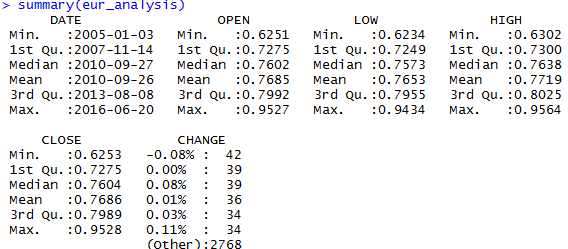 > summary(eur_analysis)
DATE OPEN LOW HIGH
Min. :2005-01-03 Min. :0.6251 Min. :0.6234 Min. :0.6302
1st Qu.:2007-11-14 1st Qu.:0.7275 1st Qu.:0.7249 1st Qu.:0.7300
Median :2010-09-27 Median :0.7602 Median :0.7573 Median :0.7638
Mean :2010-09-26 Mean :0.7685 Mean :0.7653 Mean :0.7719
3rd Qu.:2013-08-08 3rd Qu.:0.7992 3rd Qu.:0.7955 3rd Qu.:0.8025
Max. :2016-06-20 Max. :0.9527 Max. :0.9434 Max. :0.9564
CLOSE CHANGE
Min. :0.6253 -0.08% : 42
1st Qu.:0.7275 0.00% : 39
Median :0.7604 0.08% : 39
Mean :0.7686 0.01% : 36
3rd Qu.:0.7989 0.03% : 34
Max. :0.9528 0.11% : 34
(Other):2768